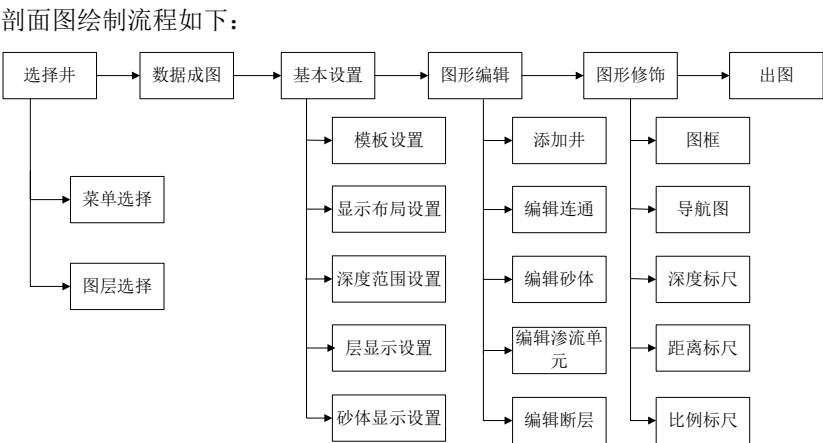 剖面图绘制流程如下：
选择井
数据成图
基本设置
图形编辑
图形修饰
出图
菜单选择
图层选择
模板设置
显示布局设置
深度范围设置
层显示设置
砂体显示设置
添加井
编辑连通
编辑砂体
编辑渗流单
元
编辑断层
图框
导航图
深度标尺
距离标尺
比例标尺